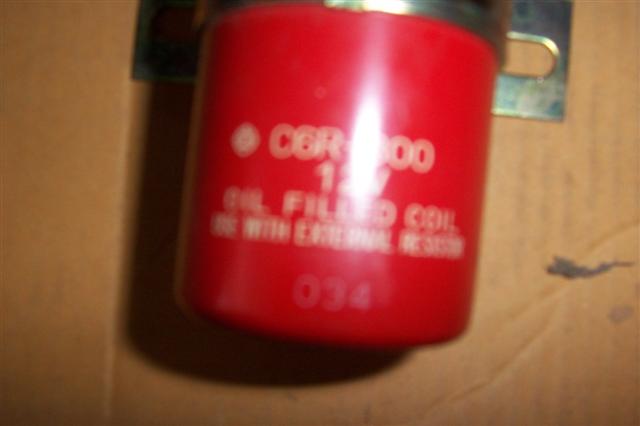 12V
OIL FILLED COIL
USE WITH EXTERNAL RESISTOR
034